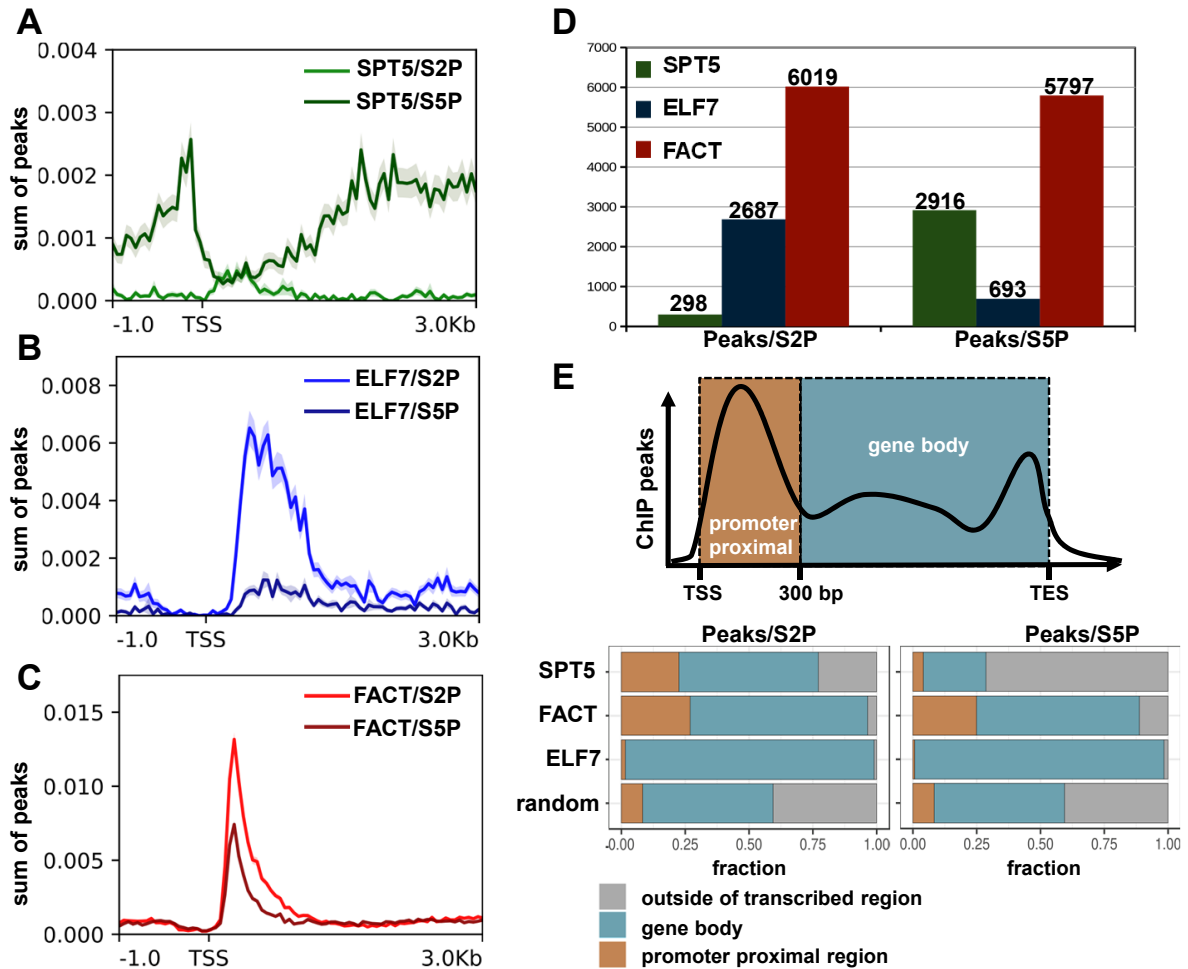 A
0.004
0.003
0.002
0.001
0.000
sum of peaks
SPT5/S2P
SPT5/S5P
-1.0
TSS
3.0Kb
B
0.008
0.006
0.004
0.002
0.000
sum of peaks
ELF7/S2P
ELF7/S5P
-1.0
TSS
3.0Kb
C
0.015
0.010
0.005
0.000
sum of peaks
FACT/S2P
FACT/S5P
-1.0
TSS
3.0Kb
D
7000
6000
5000
4000
3000
2000
1000
0
SPT5
ELF7
FACT
298
2687
6019
2916
693
5797
Peaks/S2P
Peaks/S5P
E
ChIP peaks
promoter
proximal
gene body
TSS
300 bp
TES
Peaks/S2P
Peaks/S5P
SPT5
FACT
ELF7
random
-0.00
0.25
0.50
0.75
1.00
fraction
0.00
0.25
0.50
0.75
1.00
fraction
outside of transcribed region
gene body
promoter proximal region